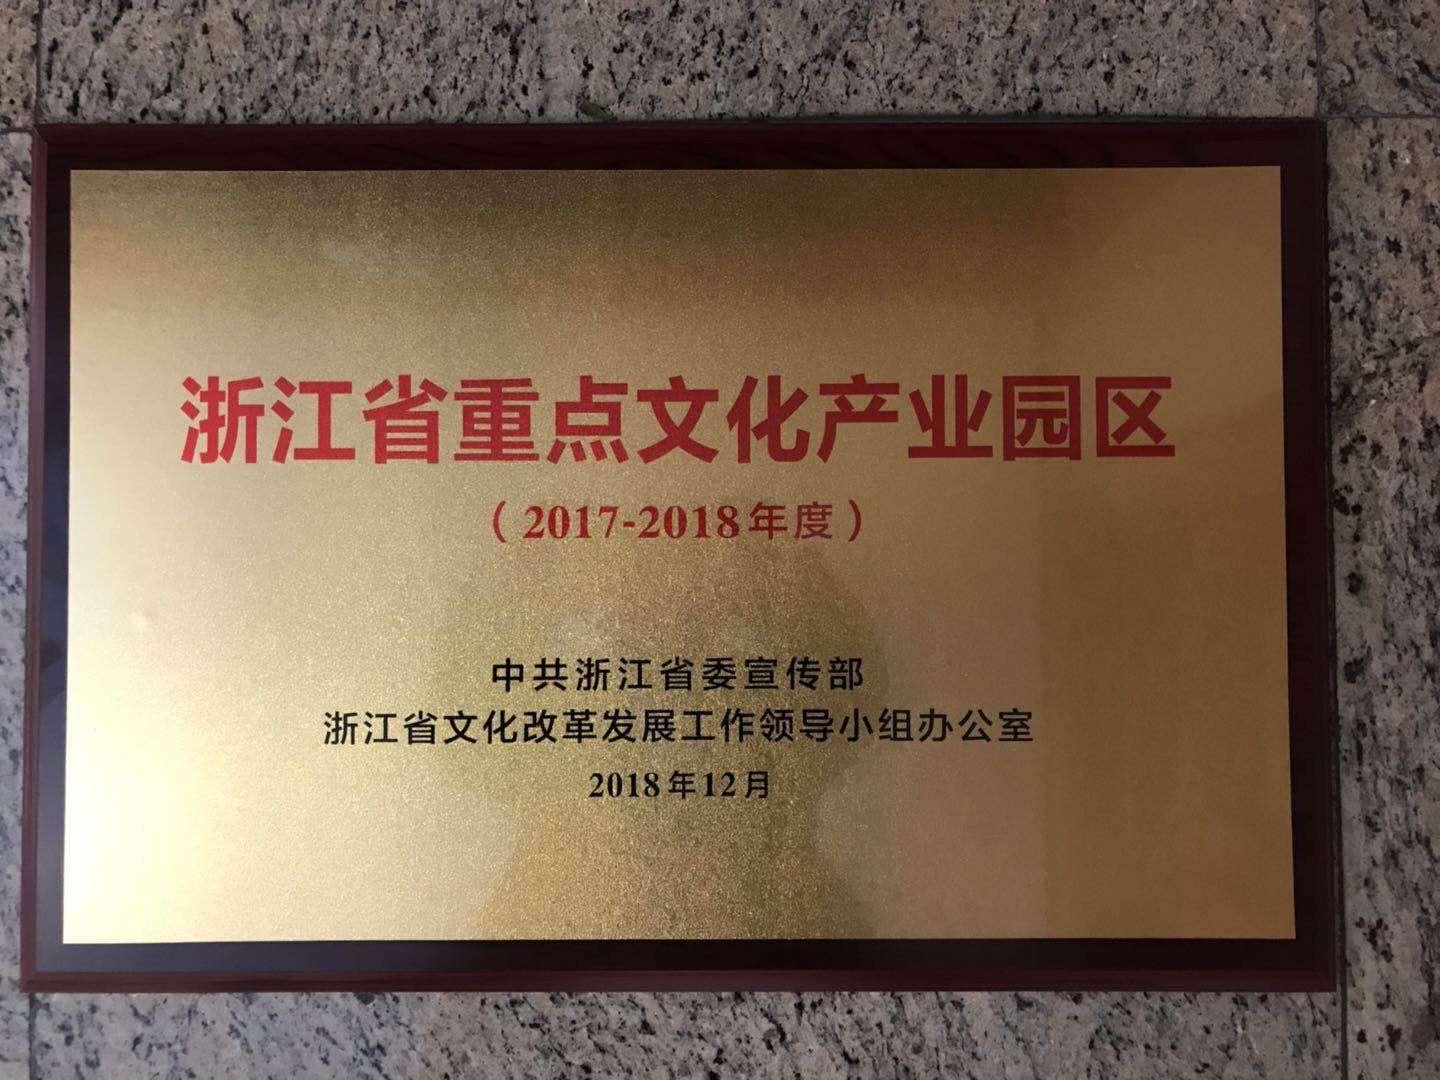 浙江省重点文化产业园区
（2017-2018年度）
中共浙江省委宣传部
浙江省文化改革发展工作领导小组办公室
2018年12月